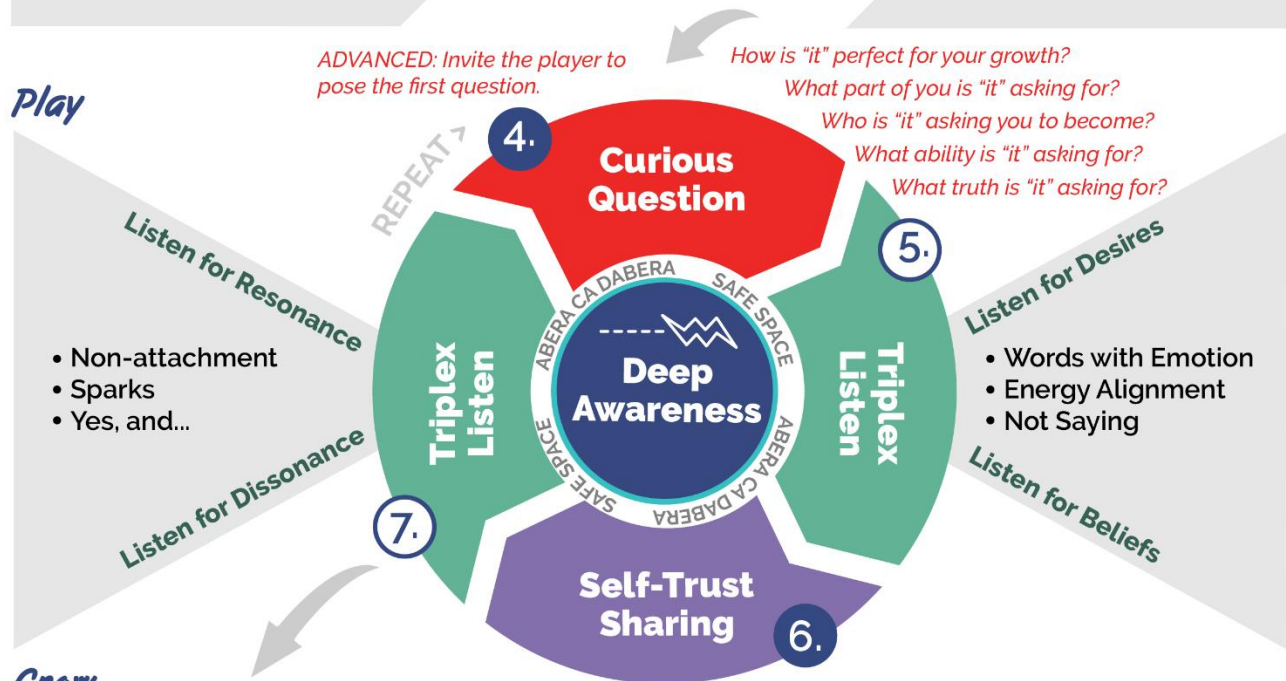 ADVANCED: Invite the player to
pose the first question.
How is “it” perfect for your growth?
What part of you is “it” asking for?
Who is “it” asking you to become?
What ability is “it” asking for?
What truth is “it” asking for?
Play
REPEAT >
4.
Curious
Question
5.
Triplex
Listen
Listen for Desires
• Words with Emotion
• Energy Alignment
• Not Saying
Listen for Beliefs
ABERA CA DABERA
SAFE SPACE
ABERA CA DABERA
SAFE SPACE
Deep
Awareness
Self-Trust
Sharing
6.
7.
Triplex
Listen
Listen for Resonance
• Non-attachment
• Sparks
• Yes, and...
Listen for Dissonance